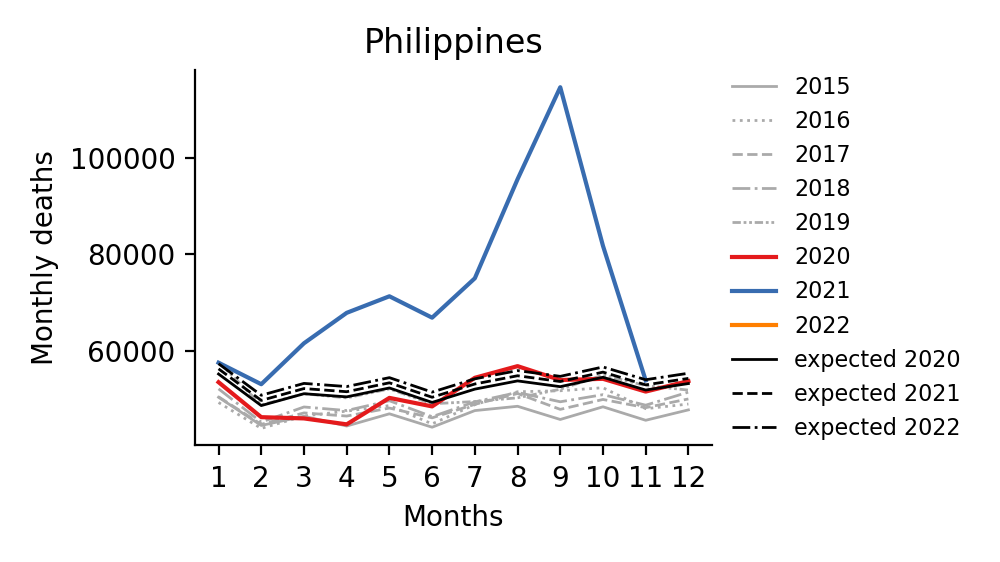 Philippines
Monthly deaths
100000
80000
60000
1 2 3 4 5 6 7 8 9 10 11 12
Months
2015
2016
2017
2018
2019
2020
2021
2022
expected 2020
expected 2021
expected 2022